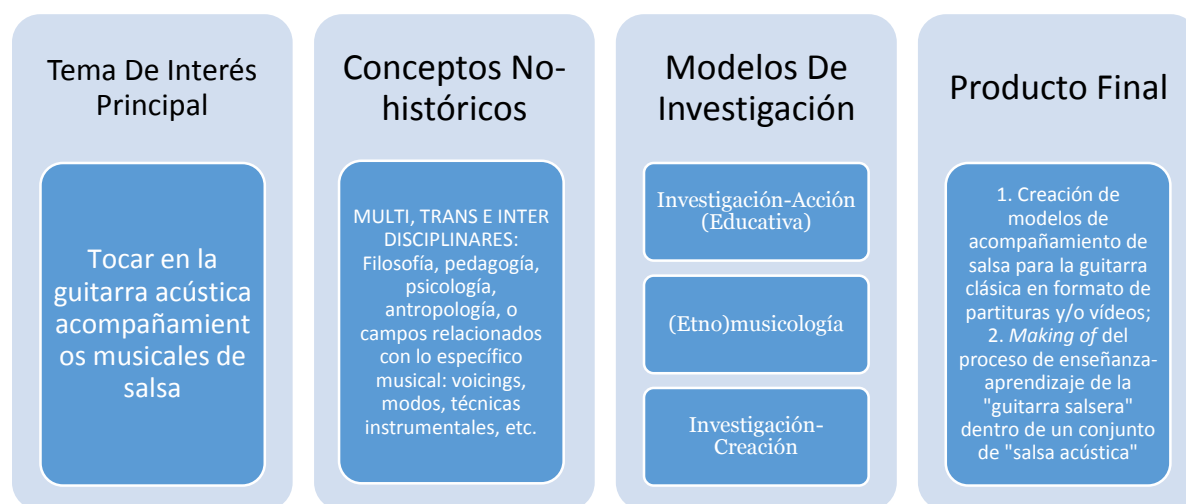 Tema De Interés
Principal
Tocar en la
guitarra acústica
acompañamient
os musicales de
salsa
Conceptos No-
históricos
MULTI, TRANS E INTER
DISCIPLINARES:
Filosofía, pedagogía,
psicología,
antropología, o
campos relacionados
con lo específico
musical: voicings,
modos, técnicas
instrumentales, etc.
Modelos De
Investigación
Investigación-Acción
(Educativa)
(Etno)musicología
Investigación-
Creación
Producto Final
1. Creación de
modelos de
acompañamiento de
salsa para la guitarra
clásica en formato de
partituras y/o vídeos;
2. Making of del
proceso de enseñanza-
aprendizaje de la
"guitarra salsera"
dentro de un conjunto
de "salsa acústica"